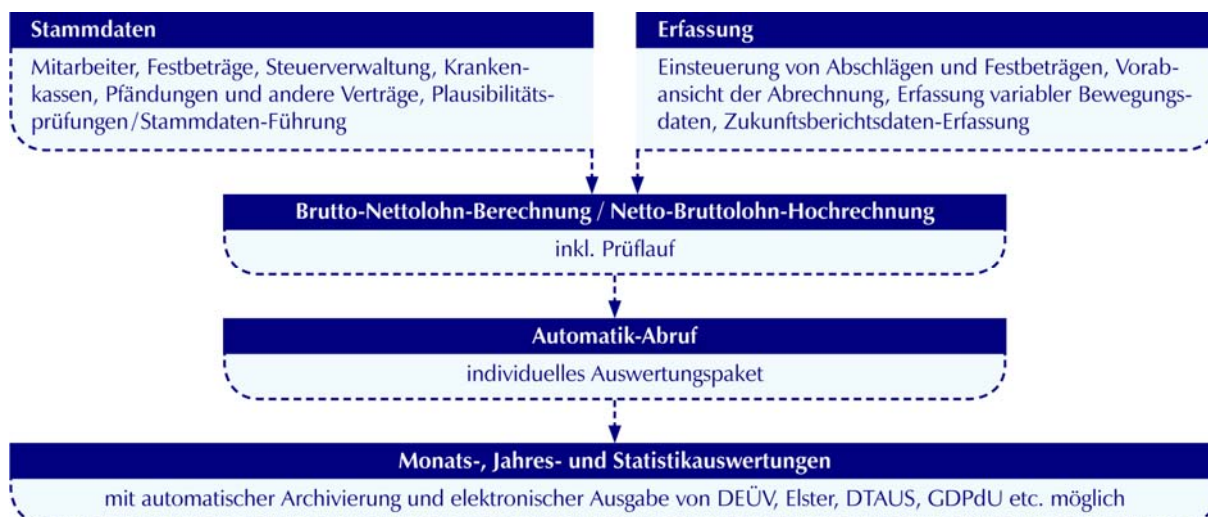 Stammdaten
Mitarbeiter, Festbeträge, Steuerverwaltung, Kranken-
kassen, Pfändungen und andere Verträge, Plausibilitäts-
prüfungen/Stammdaten-Führung
Erfassung
Einsteuerung von Abschlägen und Festbeträgen, Vorab-
ansicht der Abrechnung, Erfassung variabler Bewegungs-
daten, Zukunftsberichtsdaten-Erfassung
Brutto-Nettolohn-Berechnung / Netto-Bruttolohn-Hochrechnung
inkl. Prüflauf
Automatik-Abruf
individuelles Auswertungspaket
Monats-, Jahres- und Statistikauswertungen
mit automatischer Archivierung und elektronischer Ausgabe von DEÜV, Elster, DTAUS, GDPdU etc. möglich